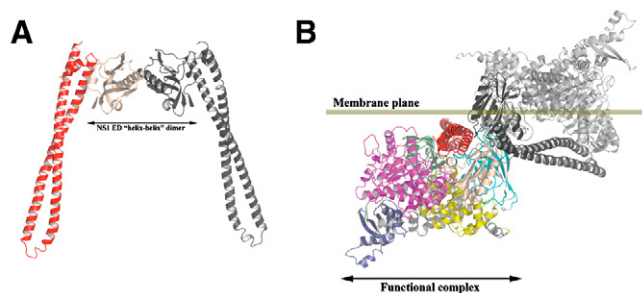 A
B
NS1 ED "helix-helix" dimer
Membrane plane
Functional complex